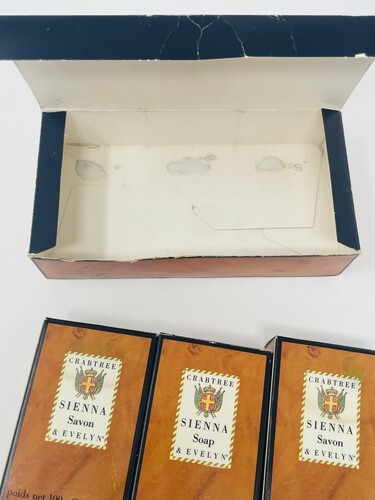 CRABTREE
SIENNA
Savon
& EVELYN®
poids net 100
CRABTREE
SIENNA
Soap
& EVELYN®
CRABTREE
SIENNA
Savon
& EVELYN®